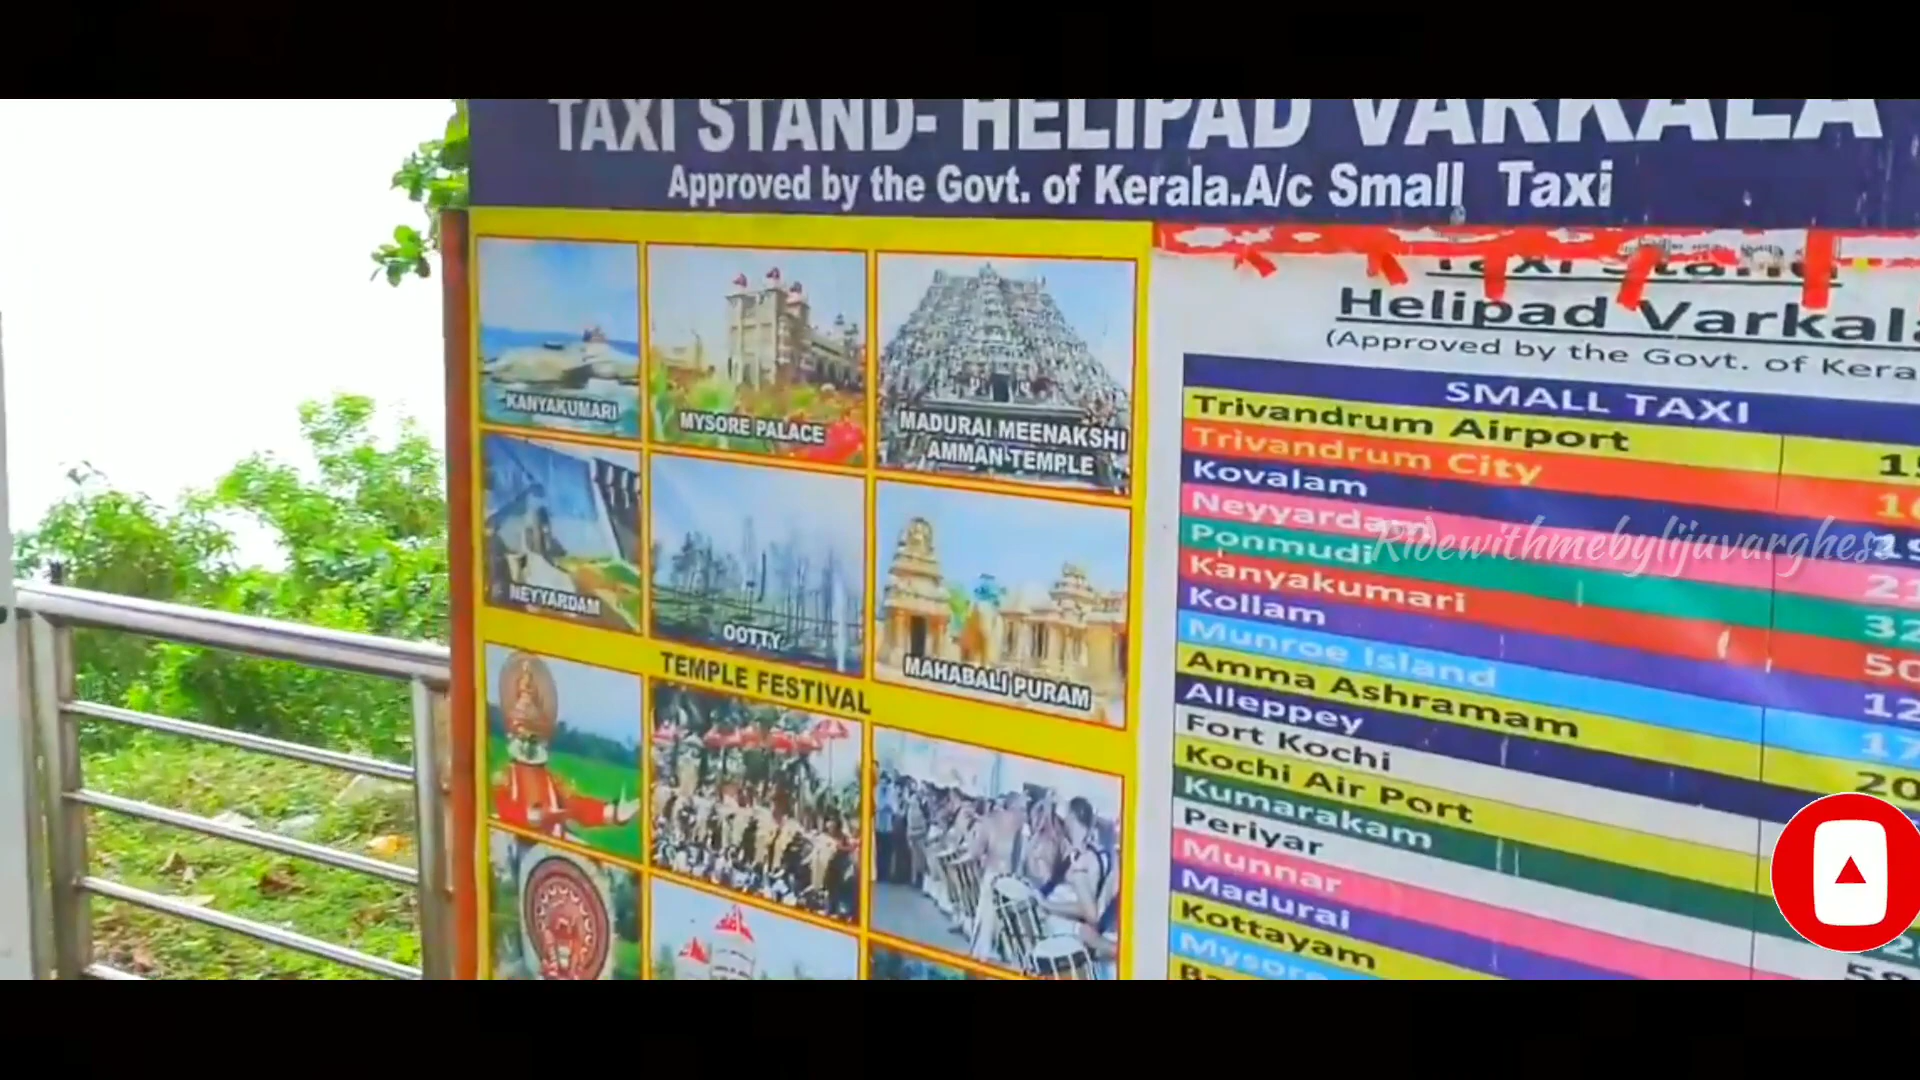 TAXI STAND- HELIPAD VARKALA
Approved by the Govt. of Kerala.A/c Small Taxi
KANYAKUMARI
MYSORE PALACE
MADURAI MEENAKSHI
AMMAN TEMPLE
NEYYARDAM
OOTTY
MAHABALI PURAM
TEMPLE FESTIVAL
Taxi Stand
Helipad Varkala
(Approved by the Govt. of Kera
SMALL TAXI
Trivandrum Airport
Trivandrum City
Kovalam
Neyyardam
Ponmudi
Kanyakumari
Kollam
Munroe Island
Amma Ashramam
Alleppey
Fort Kochi
Kochi Air Port
Kumarakam
Periyar
Munnar
Madurai
Kottayam
Mysore
Ridewithmebylijuvarghese